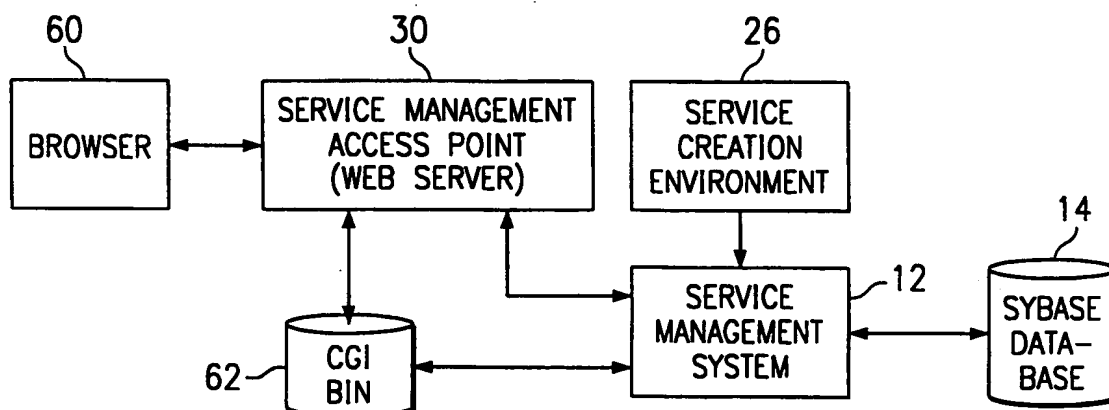 60
30
26
BROWSER
SERVICE MANAGEMENT
ACCESS POINT
(WEB SERVER)
SERVICE
CREATION
ENVIRONMENT
14
12
SERVICE
MANAGEMENT
SYSTEM
SYBASE
DATA-
BASE
62
CGI
BIN